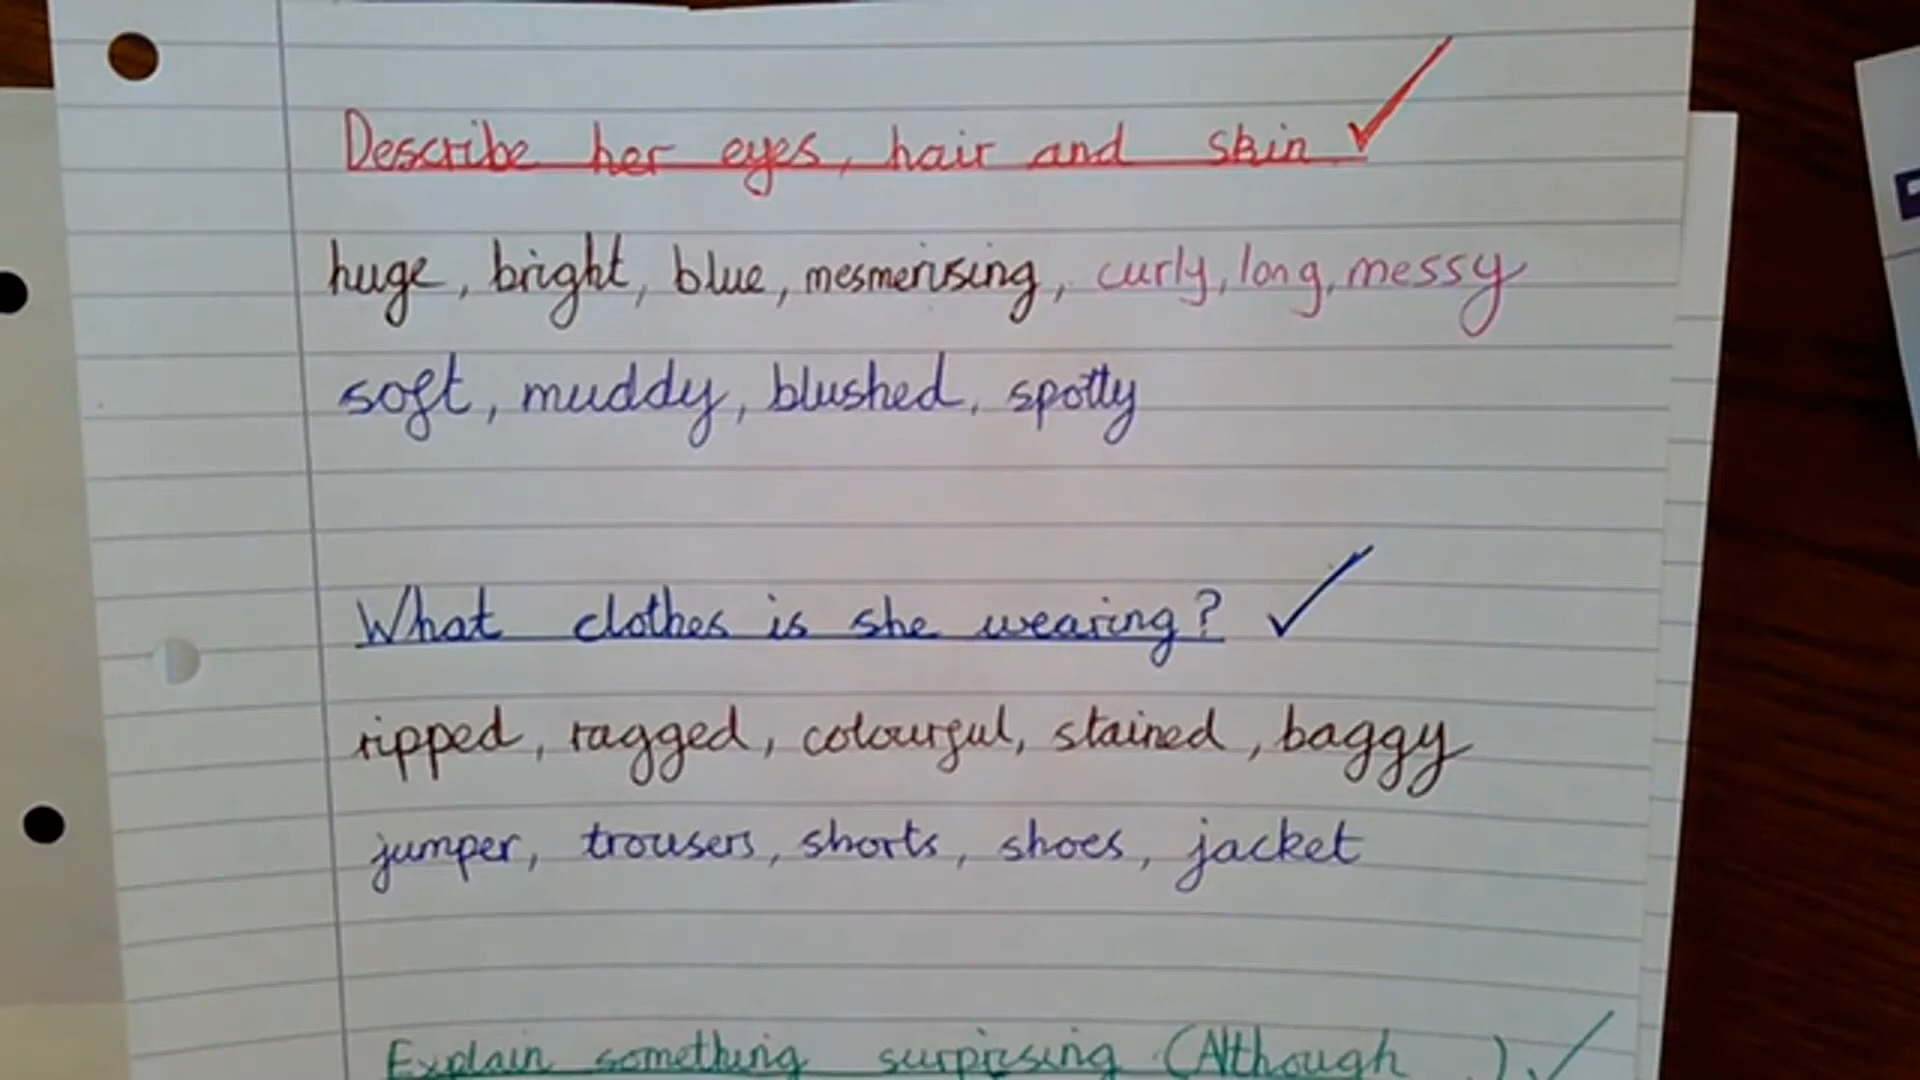 Describe her eyes, hair and skin.
huge, bright, blue, mesmerising, curly, long, messy
soft, muddy, blushed, spotty
What clothes is she wearing?
ripped, ragged, colourful, stained, baggy
jumper, trousers, shorts, shoes, jacket
Explain something surprising (Although )